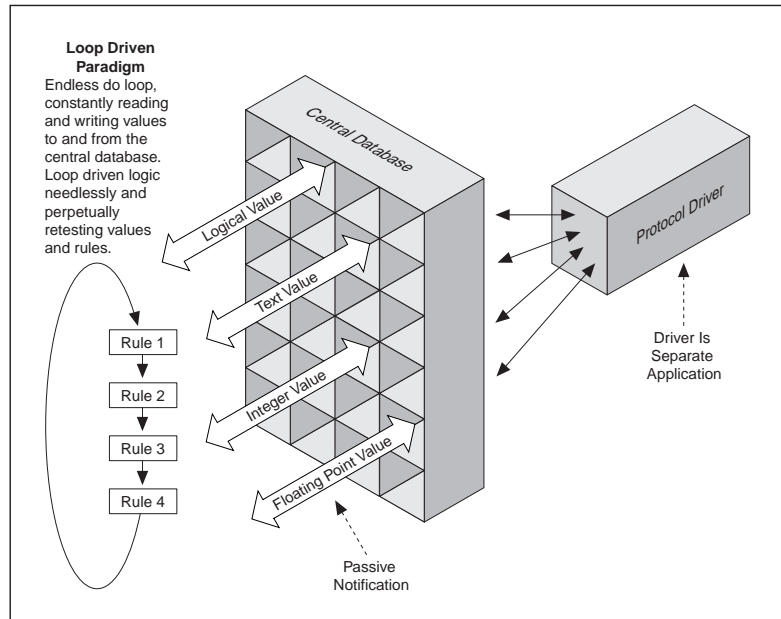 Loop Driven
Paradigm
Endless do loop,
constantly reading
and writing values
to and from the
central database.
Loop driven logic
needlessly and
perpetually
retesting values
and rules.
Rule 1
Rule 2
Rule 3
Rule 4
Central Database
Logical Value
Text Value
Integer Value
Floating Point Value
Passive
Notification
Protocol Driver
Driver Is
Separate
Application